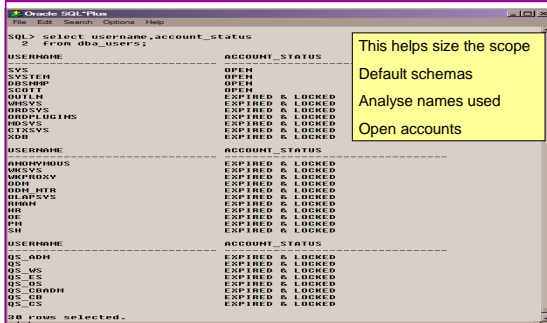 Oracle SQL*Plus
File Edit Search Options Help
SQL> select username,account_status
2 from dba_users;
USERNAME ACCOUNT_STATUS
SYS OPEN
SYSTEM OPEN
DBSNMP OPEN
SCOTT OPEN
OUTLN EXPIRED & LOCKED
WMSYS EXPIRED & LOCKED
ORDSYS EXPIRED & LOCKED
ORDPLUGINS EXPIRED & LOCKED
MDSYS EXPIRED & LOCKED
CTXSYS EXPIRED & LOCKED
XDB EXPIRED & LOCKED
USERNAME ACCOUNT_STATUS
ANONYMOUS EXPIRED & LOCKED
WKSYS EXPIRED & LOCKED
WKPROXY EXPIRED & LOCKED
ODM EXPIRED & LOCKED
ODM_MTR EXPIRED & LOCKED
OLAPSYS EXPIRED & LOCKED
RMAN EXPIRED & LOCKED
HR EXPIRED & LOCKED
OE EXPIRED & LOCKED
PM EXPIRED & LOCKED
SH EXPIRED & LOCKED
USERNAME ACCOUNT_STATUS
QS_ADM EXPIRED & LOCKED
QS EXPIRED & LOCKED
QS_WS EXPIRED & LOCKED
QS_ES EXPIRED & LOCKED
QS_OS EXPIRED & LOCKED
QS_CBADM EXPIRED & LOCKED
QS_CB EXPIRED & LOCKED
QS_CS EXPIRED & LOCKED
30 rows selected.
This helps size the scope
Default schemas
Analyse names used
Open accounts